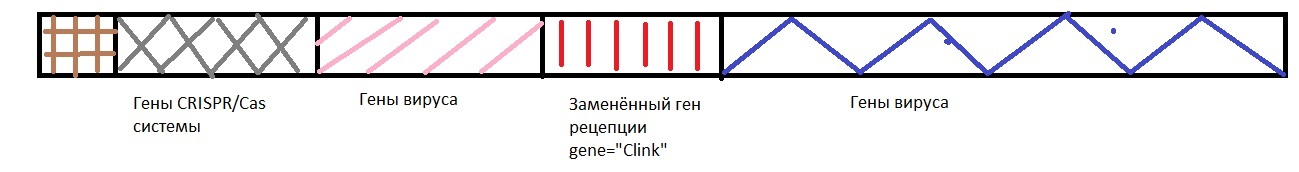 Гены CRISPR/Cas
системы
Гены вируса
Заменённый ген
рецепции
gene="Clink"
Гены вируса